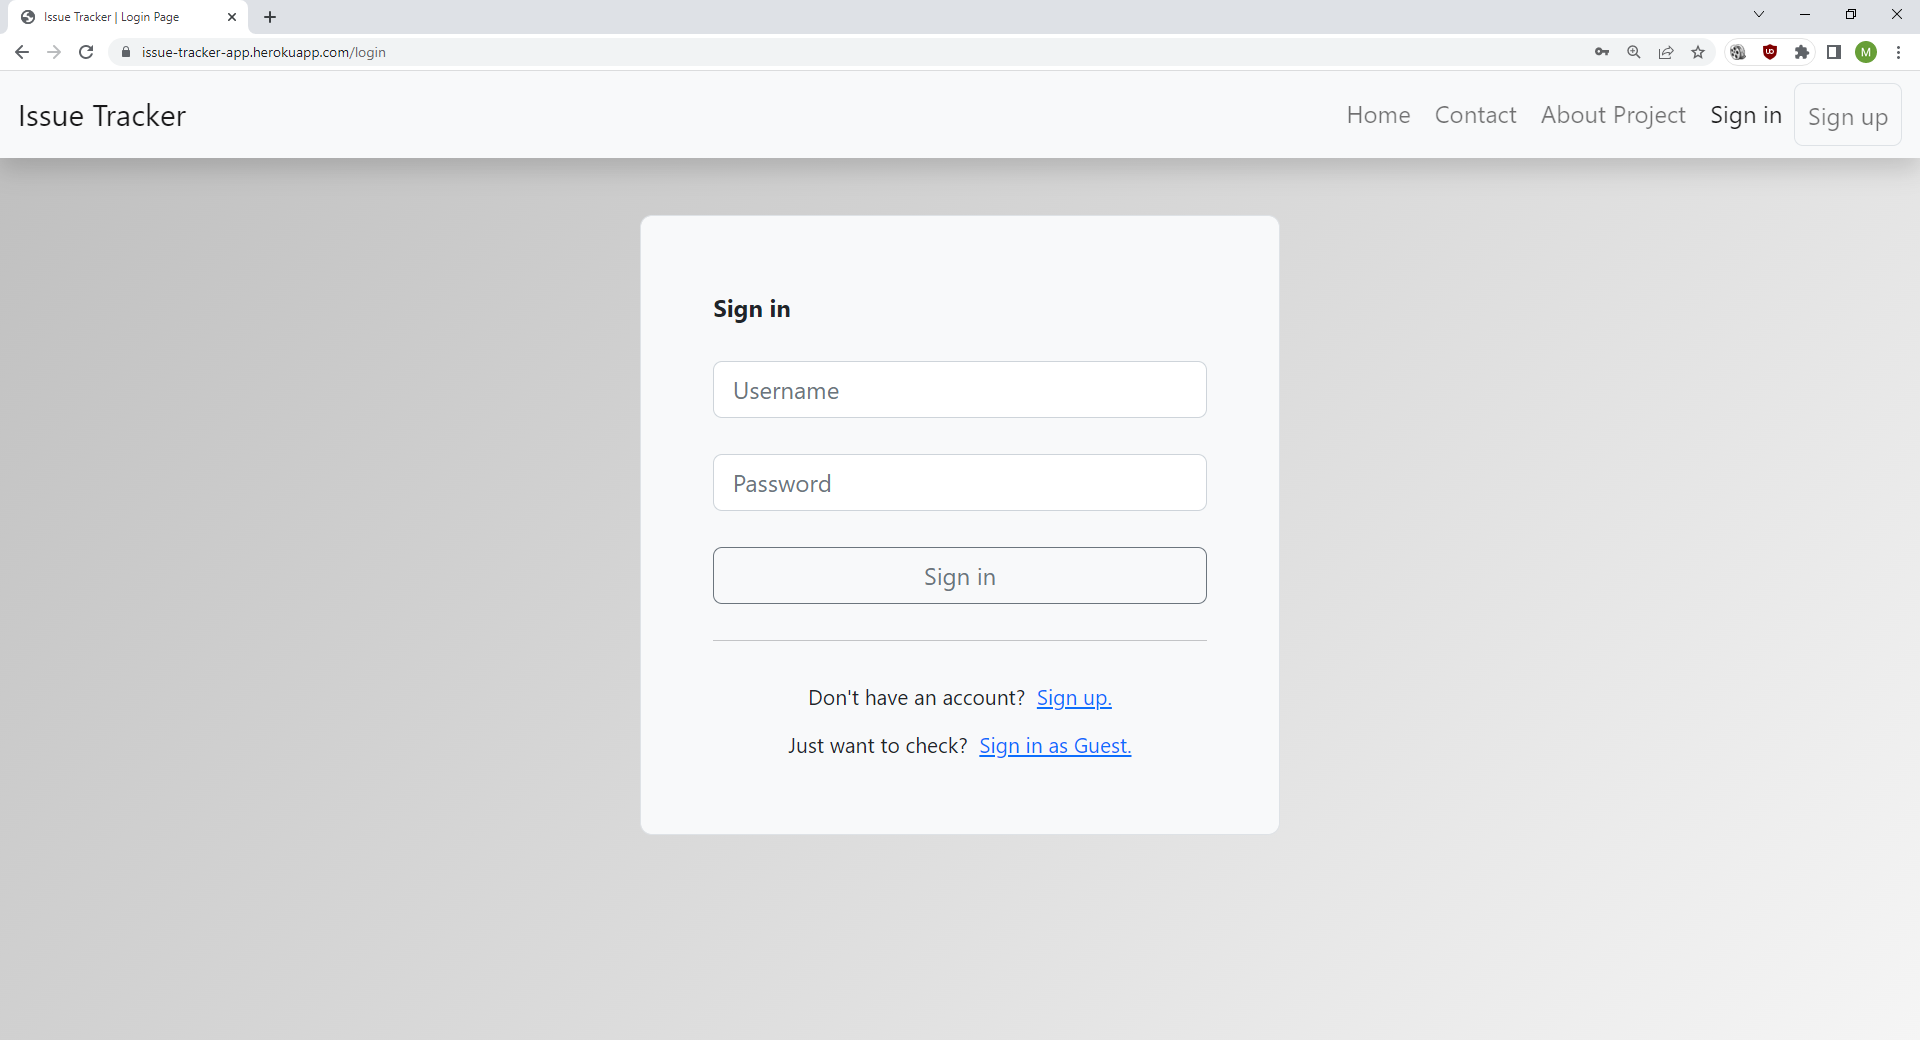 Issue Tracker | Login Page
issue-tracker-app.herokuapp.com/login
UD
M
Issue Tracker
Home Contact About Project Sign in Sign up
Sign in
Username
Password
Sign in
Don't have an account? Sign up.
Just want to check? Sign in as Guest.